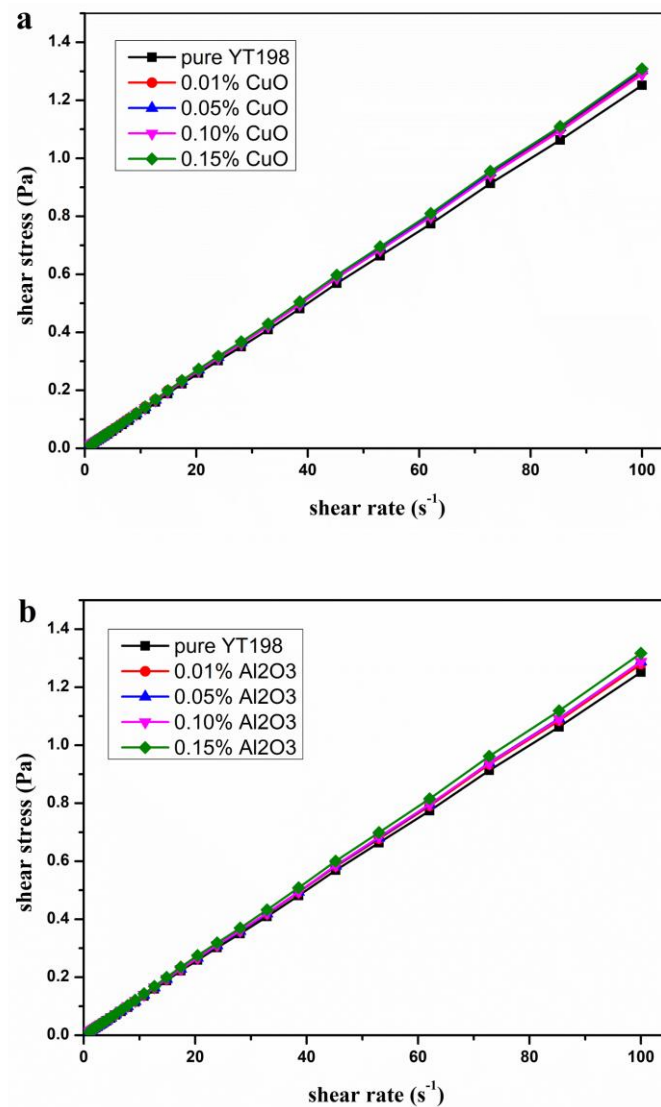 a
1.4
1.2
1.0
0.8
0.6
0.4
0.2
0.0
shear stress (Pa)
pure YT198
0.01% CuO
0.05% CuO
0.10% CuO
0.15% CuO
0 20 40 60 80 100
shear rate (s⁻¹)
b
1.4
1.2
1.0
0.8
0.6
0.4
0.2
0.0
shear stress (Pa)
pure YT198
0.01% Al2O3
0.05% Al2O3
0.10% Al2O3
0.15% Al2O3
0 20 40 60 80 100
shear rate (s⁻¹)